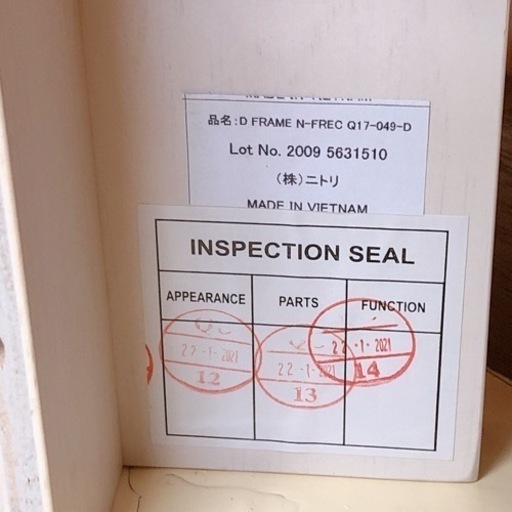 品名:D FRAME N-FREC Q17-049-D
Lot No. 2009 5631510
(株)ニトリ
MADE IN VIETNAM
INSPECTION SEAL
APPEARANCE PARTS FUNCTION
22-1-2021 22-1-2021 22-1-2021
12 13 14